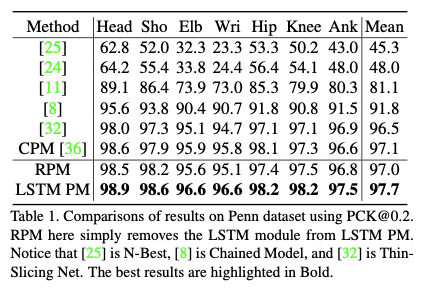 Method Head Sho Elb Wri Hip Knee Ank Mean
[25] 62.8 52.0 32.3 23.3 53.3 50.2 43.0 45.3
[24] 64.2 55.4 33.8 24.4 56.4 54.1 48.0 48.0
[11] 89.1 86.4 73.9 73.0 85.3 79.9 80.3 81.1
[8] 95.6 93.8 90.4 90.7 91.8 90.8 91.5 91.8
[32] 98.0 97.3 95.1 94.7 97.1 97.1 96.9 96.5
CPM [36] 98.6 97.9 95.9 95.8 98.1 97.3 96.6 97.1
RPM 98.5 98.2 95.6 95.1 97.4 97.5 96.8 97.0
LSTM PM 98.9 98.6 96.6 96.6 98.2 98.2 97.5 97.7
Table 1. Comparisons of results on Penn dataset using PCK@0.2.
RPM here simply removes the LSTM module from LSTM PM.
Notice that [25] is N-Best, [8] is Chained Model, and [32] is Thin-
Slicing Net. The best results are highlighted in Bold.